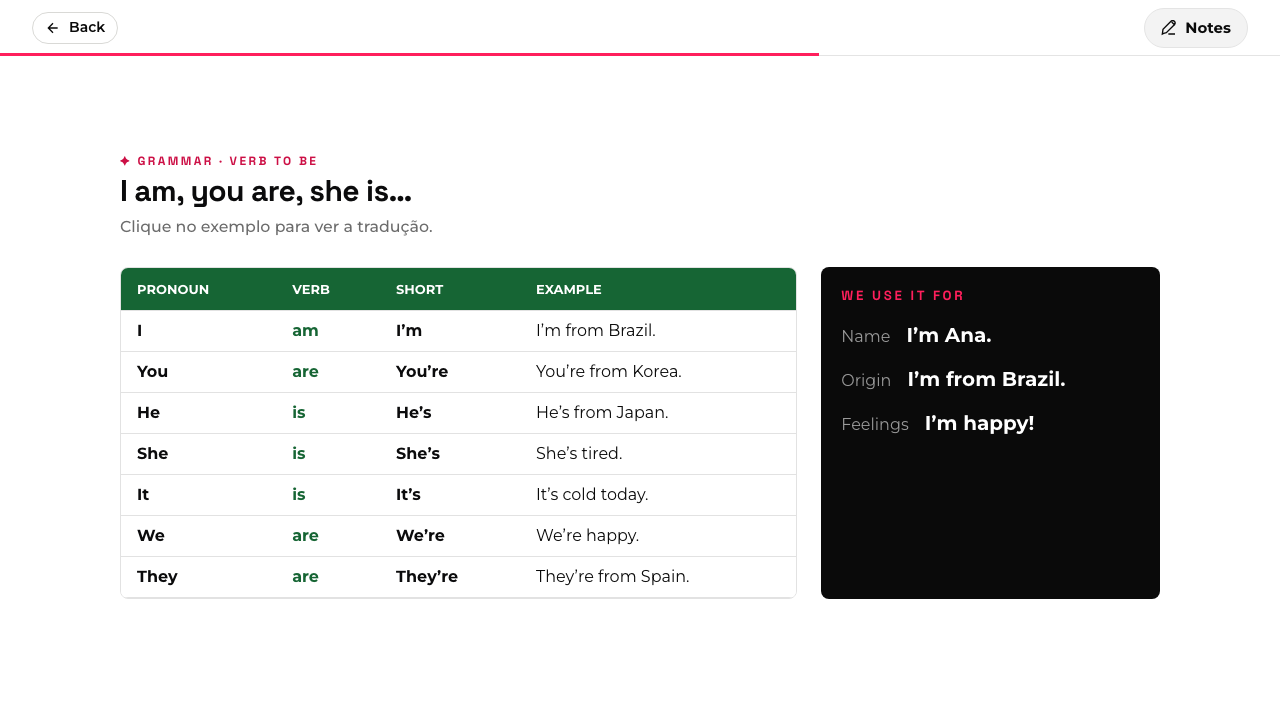 Back
Notes
GRAMMAR · VERB TO BE
I am, you are, she is...
Clique no exemplo para ver a tradução.
PRONOUN VERB SHORT EXAMPLE
I am I’m I’m from Brazil.
You are You’re You’re from Korea.
He is He’s He’s from Japan.
She is She’s She’s tired.
It is It’s It’s cold today.
We are We’re We’re happy.
They are They’re They’re from Spain.
WE USE IT FOR
Name I’m Ana.
Origin I’m from Brazil.
Feelings I’m happy!